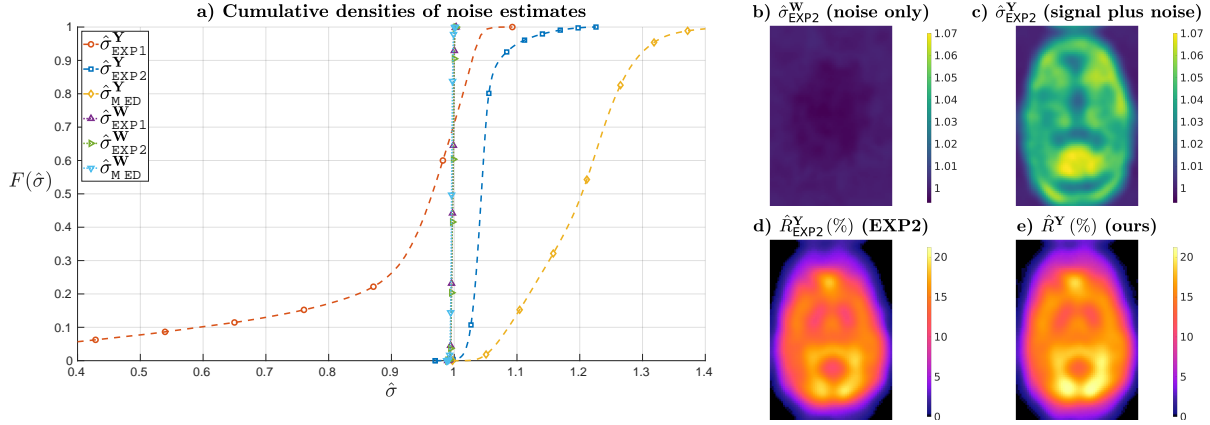 a) Cumulative densities of noise estimates
1
0.9
0.8
0.7
0.6
0.5
0.4
0.3
0.2
0.1
0
F(σ̂)
0.4 0.5 0.6 0.7 0.8 0.9 1 1.1 1.2 1.3 1.4
σ̂
σ̂^Y_EXP1
σ̂^Y_EXP2
σ̂^Y_MED
σ̂^W_EXP1
σ̂^W_EXP2
σ̂^W_MED
b) σ̂^W_EXP2 (noise only)
1.07
1.06
1.05
1.04
1.03
1.02
1.01
1
c) σ̂^Y_EXP2 (signal plus noise)
1.07
1.06
1.05
1.04
1.03
1.02
1.01
1
d) R̂^Y_EXP2(%) (EXP2)
20
15
10
5
0
e) R̂^Y(%) (ours)
20
15
10
5
0